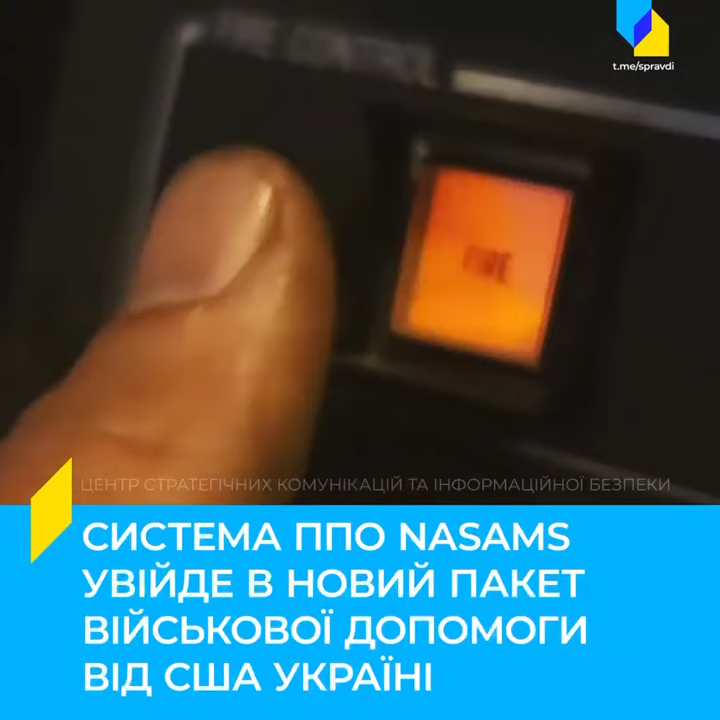 FIRE CONTROL
t.me/spravdi
FIRE
ЦЕНТР СТРАТЕГІЧНИХ КОМУНІКАЦІЙ ТА ІНФОРМАЦІЙНОЇ БЕЗПЕКИ
СИСТЕМА ППО NASAMS
УВІЙДЕ В НОВИЙ ПАКЕТ
ВІЙСЬКОВОЇ ДОПОМОГИ
ВІД США УКРАЇНІ